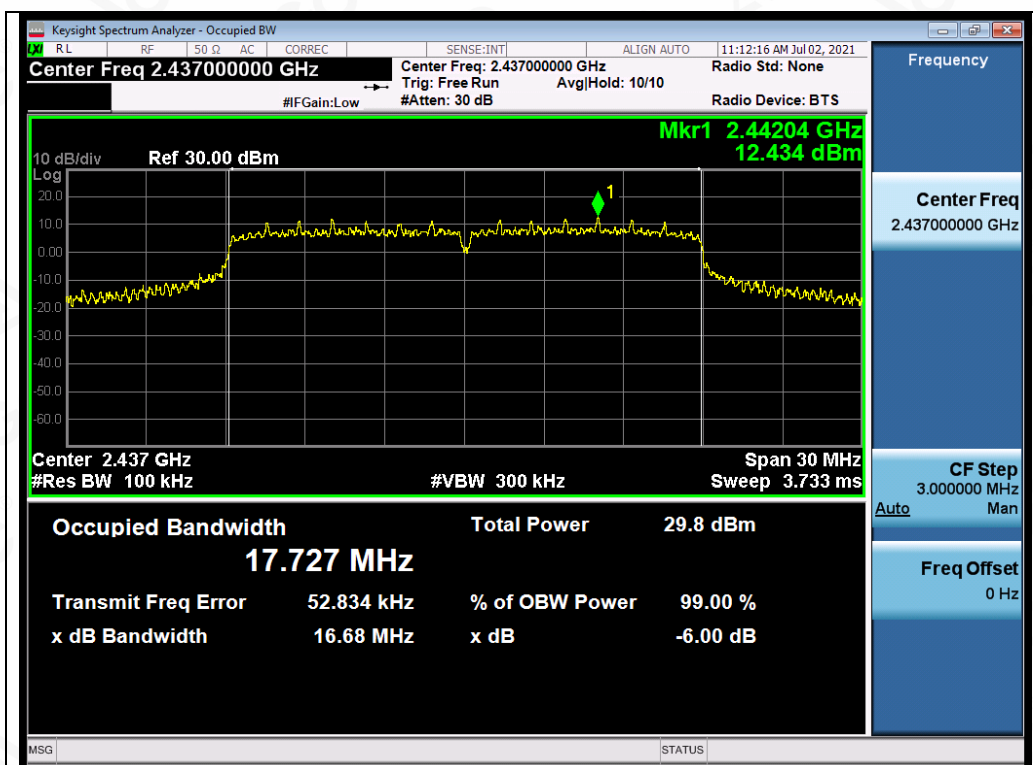 Keysight Spectrum Analyzer - Occupied BW
LXI RL RF 50 Ω AC CORREC SENSE:INT ALIGN AUTO 11:12:16 AM Jul 02, 2021
Center Freq 2.437000000 GHz
Center Freq: 2.437000000 GHz
Radio Std: None
Trig: Free Run Avg|Hold: 10/10
#IFGain:Low #Atten: 30 dB Radio Device: BTS
Mkr1 2.44204 GHz
12.434 dBm
10 dB/div Ref 30.00 dBm
Log
20.0
10.0
0.00
-10.0
-20.0
-30.0
-40.0
-50.0
-60.0
1
Center 2.437 GHz Span 30 MHz
#Res BW 100 kHz #VBW 300 kHz Sweep 3.733 ms
Occupied Bandwidth Total Power 29.8 dBm
17.727 MHz
Transmit Freq Error 52.834 kHz % of OBW Power 99.00 %
x dB Bandwidth 16.68 MHz x dB -6.00 dB
Frequency
Center Freq
2.437000000 GHz
CF Step
3.000000 MHz
Auto Man
Freq Offset
0 Hz
MSG STATUS